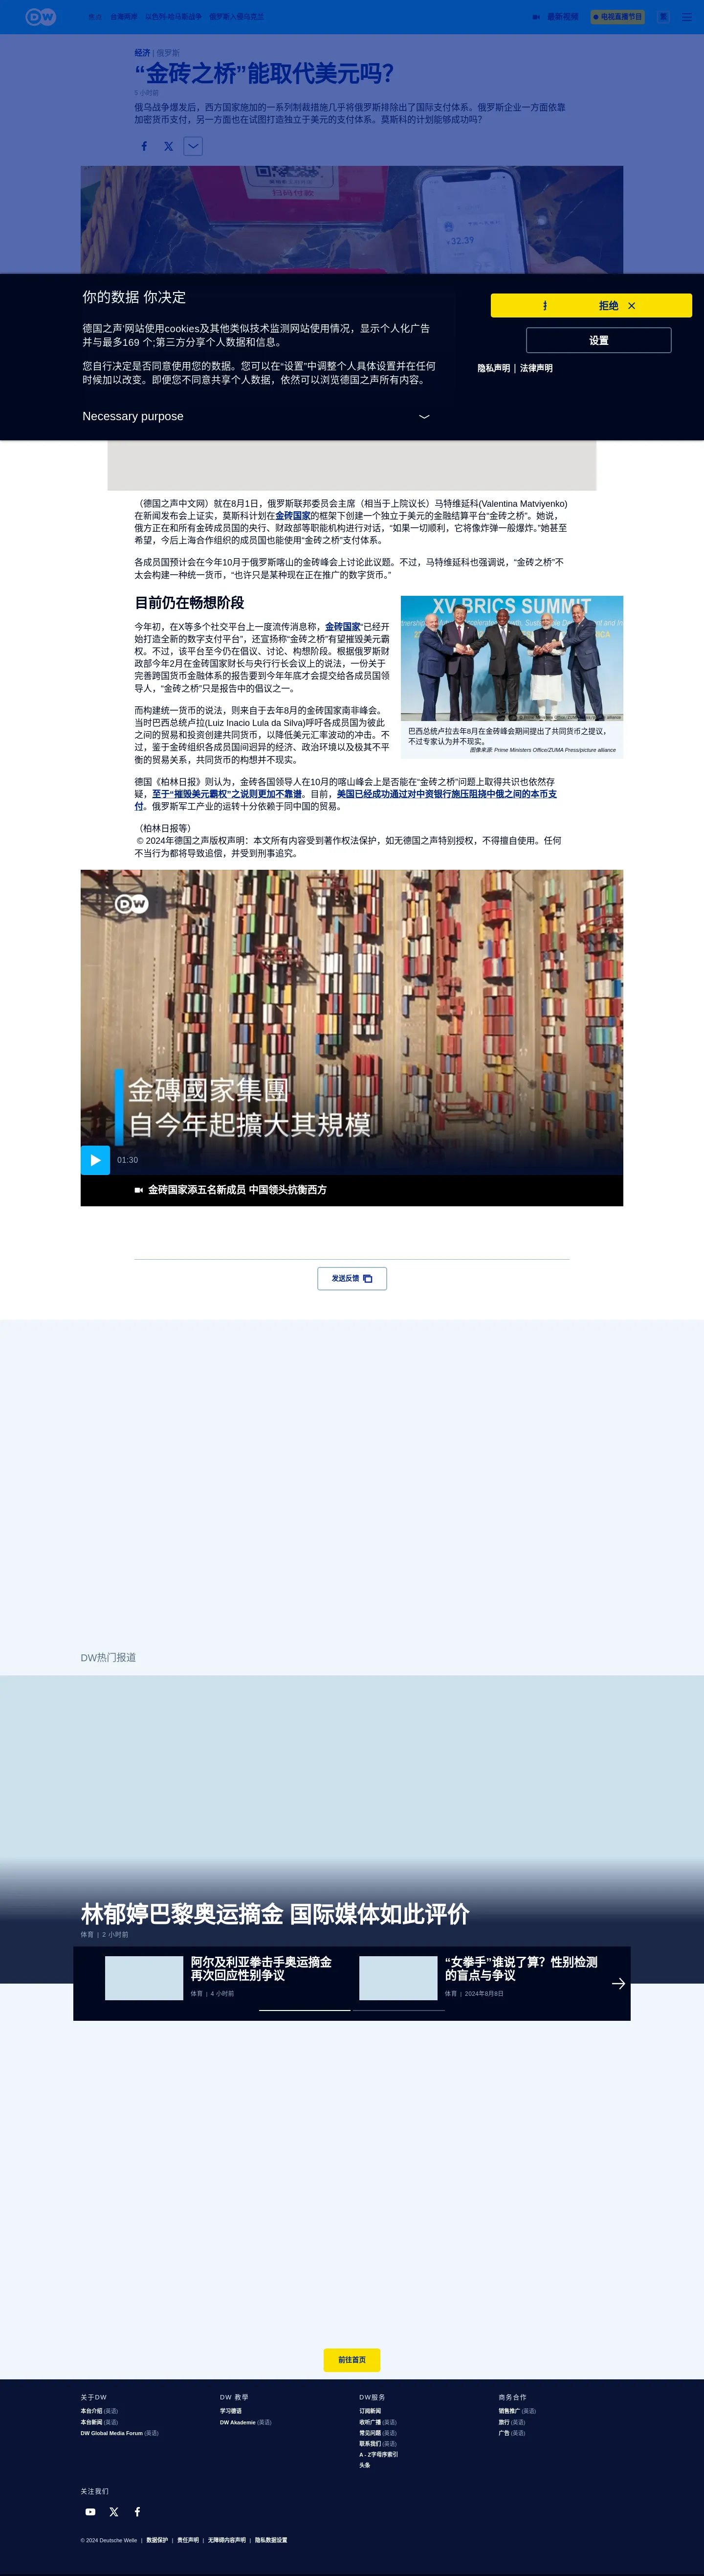 DW
焦点 台海两岸 以色列-哈马斯战争 俄罗斯入侵乌克兰
最新视频
电视直播节目
繁
经济 | 俄罗斯
“金砖之桥”能取代美元吗?
5 小时前
俄乌战争爆发后，西方国家施加的一系列制裁措施几乎将俄罗斯排除出了国际支付体系。俄罗斯企业一方面依靠
加密货币支付，另一方面也在试图打造独立于美元的支付体系。莫斯科的计划能够成功吗?
扫码付款
+32.39
你的数据 你决定
德国之声'网站使用cookies及其他类似技术监测网站使用情况，显示个人化广告
并与最多169 个;第三方分享个人数据和信息。
您自行决定是否同意使用您的数据。您可以在“设置”中调整个人具体设置并在任何
时候加以改变。即便您不同意共享个人数据，依然可以浏览德国之声所有内容。
Necessary purpose
拒绝
设置
隐私声明 | 法律声明
（德国之声中文网）就在8月1日，俄罗斯联邦委员会主席（相当于上院议长）马特维延科(Valentina Matviyenko)
在新闻发布会上证实，莫斯科计划在金砖国家的框架下创建一个独立于美元的金融结算平台“金砖之桥”。她说，
俄方正在和所有金砖成员国的央行、财政部等职能机构进行对话，“如果一切顺利，它将像炸弹一般爆炸。”她甚至
希望，今后上海合作组织的成员国也能使用“金砖之桥”支付体系。
各成员国预计会在今年10月于俄罗斯喀山的金砖峰会上讨论此议题。不过，马特维延科也强调说，“金砖之桥”不
太会构建一种统一货币，“也许只是某种现在正在推广的数字货币。”
目前仍在畅想阶段
今年初，在X等多个社交平台上一度流传消息称，金砖国家“已经开
始打造全新的数字支付平台”，还宣扬称“金砖之桥”有望摧毁美元霸
权。不过，该平台至今仍在倡议、讨论、构想阶段。根据俄罗斯财
政部今年2月在金砖国家财长与央行行长会议上的说法，一份关于
完善跨国货币金融体系的报告要到今年年底才会提交给各成员国领
导人，“金砖之桥”只是报告中的倡议之一。
XV BRICS SUMMIT
巴西总统卢拉去年8月在金砖峰会期间提出了共同货币之提议，
不过专家认为并不现实。
图像来源: Prime Ministers Office/ZUMA Press/picture alliance
而构建统一货币的说法，则来自于去年8月的金砖国家南非峰会。
当时巴西总统卢拉(Luiz Inacio Lula da Silva)呼吁各成员国为彼此
之间的贸易和投资创建共同货币，以降低美元汇率波动的冲击。不
过，鉴于金砖组织各成员国间迥异的经济、政治环境以及极其不平
衡的贸易关系，共同货币的构想并不现实。
德国《柏林日报》则认为，金砖各国领导人在10月的喀山峰会上是否能在“金砖之桥”问题上取得共识也依然存
疑，至于“摧毁美元霸权”之说则更加不靠谱。目前，美国已经成功通过对中资银行施压阻挠中俄之间的本币支
付。俄罗斯军工产业的运转十分依赖于同中国的贸易。
（柏林日报等）
© 2024年德国之声版权声明：本文所有内容受到著作权法保护，如无德国之声特别授权，不得擅自使用。任何
不当行为都将导致追偿，并受到刑事追究。
DW
金磚國家集團
自今年起擴大其規模
01:30
金砖国家添五名新成员 中国领头抗衡西方
发送反馈
DW热门报道
林郁婷巴黎奥运摘金 国际媒体如此评价
体育 | 2 小时前
阿尔及利亚拳击手奥运摘金
再次回应性别争议
体育 | 4 小时前
“女拳手”谁说了算？性别检测
的盲点与争议
体育 | 2024年8月8日
前往首页
关于DW
本台介绍 (英语)
本台新闻 (英语)
DW Global Media Forum (英语)
DW 教學
学习德语
DW Akademie (英语)
DW服务
订阅新闻
收听广播 (英语)
常见问题 (英语)
联系我们 (英语)
A - Z字母序索引
头条
商务合作
销售推广 (英语)
旅行 (英语)
广告 (英语)
关注我们
© 2024 Deutsche Welle | 数据保护 | 责任声明 | 无障碍内容声明 | 隐私数据设置